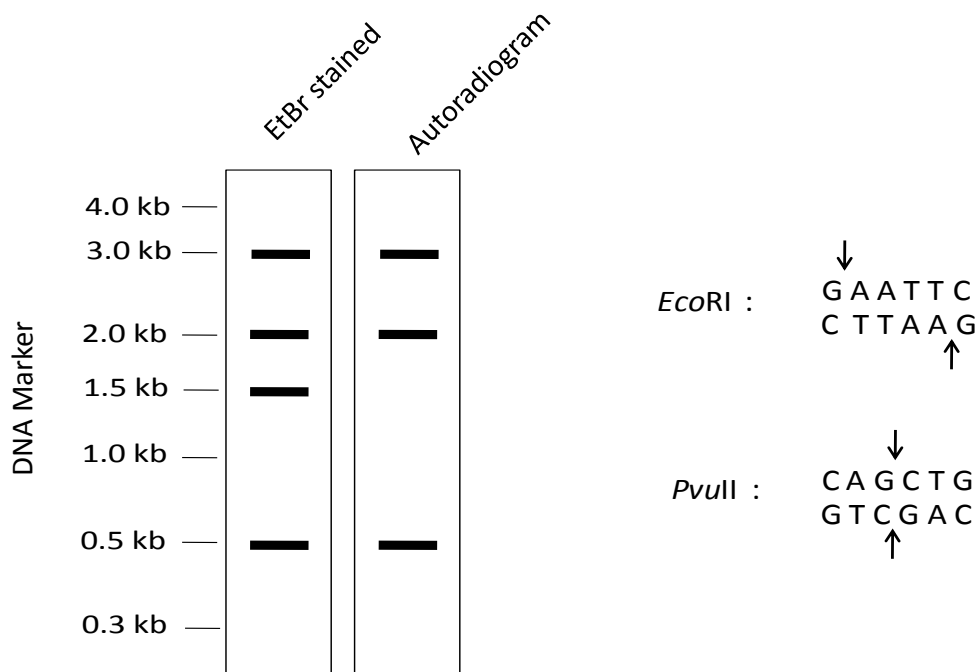 EtBr stained
Autoradiogram
DNA Marker
4.0 kb
3.0 kb
2.0 kb
1.5 kb
1.0 kb
0.5 kb
0.3 kb
EcoRI :
G A A T T C
C T T A A G
PvuII :
C A G C T G
G T C G A C